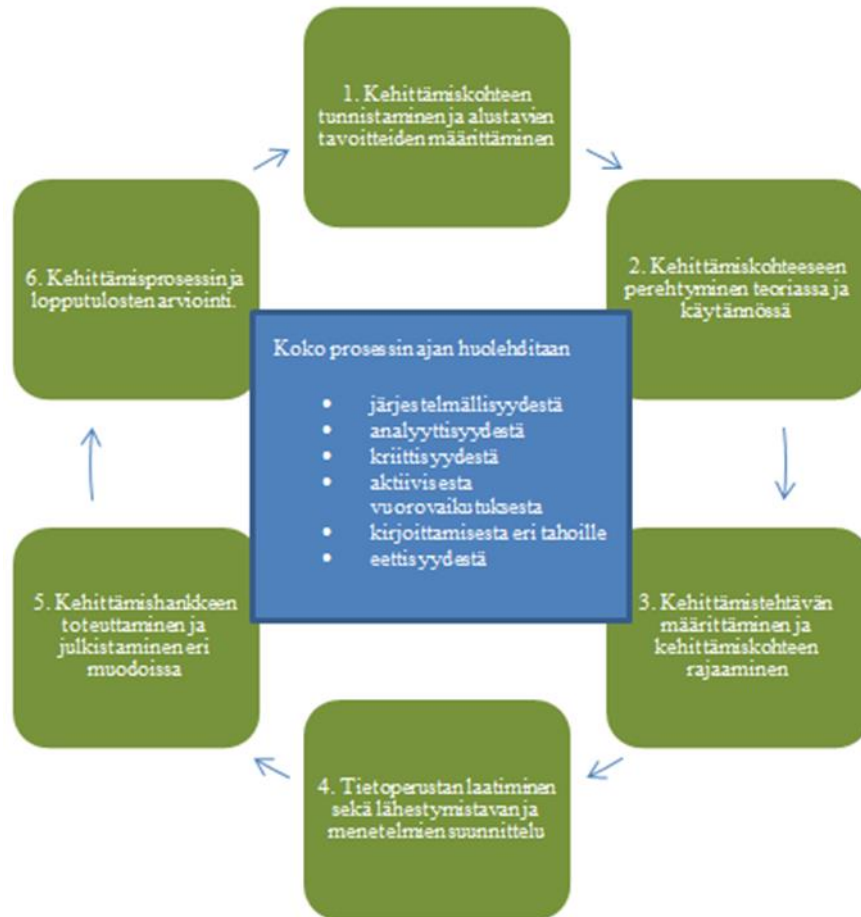 1. Kehittämiskohteen
tunnistaminen ja alustavien
tavoitteiden määrittäminen
2. Kehittämiskohteeseen
perehtyminen teoriassa ja
käytännössä
3. Kehittämistehtävän
määrittäminen ja
kehittämiskohteen
rajaaminen
4. Tietoperustan laatiminen
sekä lähestymistavan ja
menetelmien suunnittelu
5. Kehittämishankkeen
toteuttaminen ja
julkistaminen eri
muodoissa
6. Kehittämisprosessin ja
lopputulosten arviointi.
Koko prosessin ajan huolehditaan
• järjestelmällisyydestä
• analyyttisyydestä
• kriittisyydestä
• aktiivisesta
vuorovaikutuksesta
• kirjoittamisesta eri tahoille
• eettisyydestä